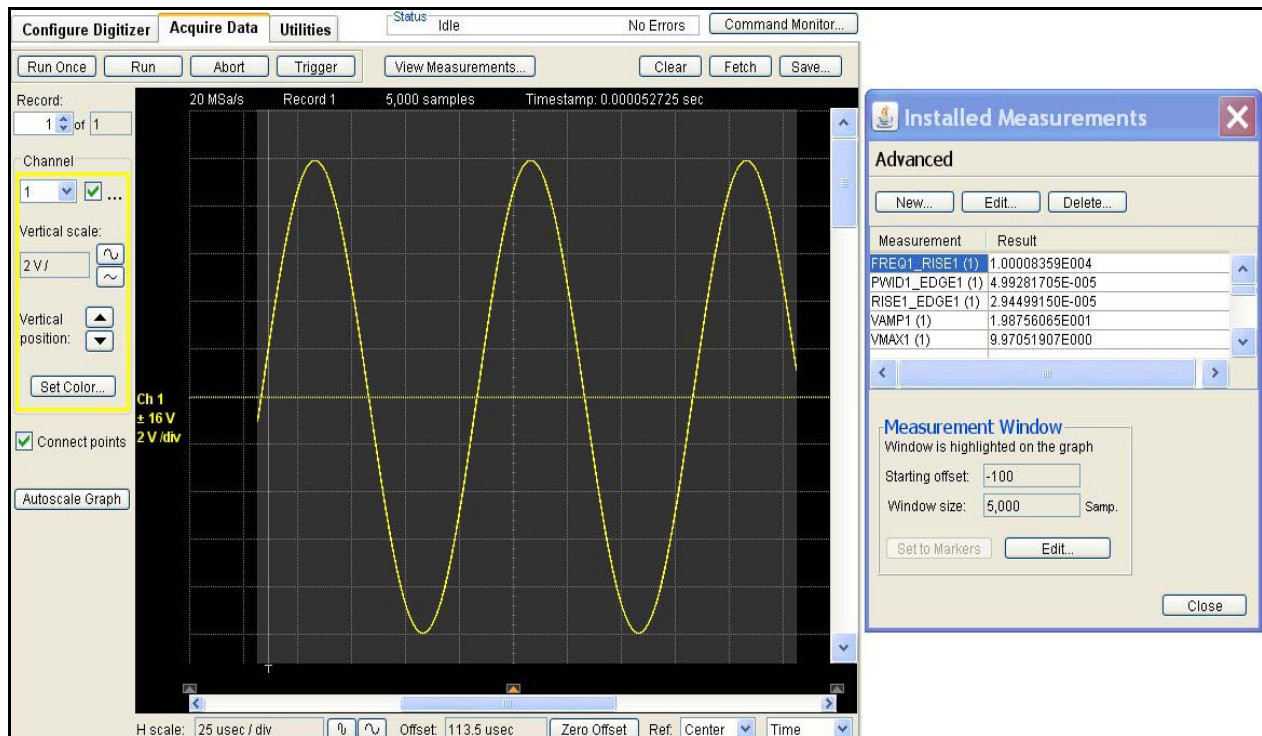 Configure Digitizer Acquire Data Utilities
Status Idle No Errors Command Monitor...
Run Once Run Abort Trigger View Measurements... Clear Fetch Save...
Record:
1 of 1
20 MSa/s Record 1 5,000 samples Timestamp: 0.000052725 sec
Channel
1 ...
Vertical scale:
2 V /
Vertical position:
Set Color...
Connect points
Autoscale Graph
Ch 1
± 16 V
2 V /div
T
H scale: 25 usec / div Offset: 113.5 usec Zero Offset Ref: Center Time
Installed Measurements
Advanced
New... Edit... Delete...
Measurement Result
FREQ1_RISE1 (1) 1.00008359E004
PWID1_EDGE1 (1) 4.99281705E-005
RISE1_EDGE1 (1) 2.94499150E-005
VAMP1 (1) 1.98756065E001
VMAX1 (1) 9.97051907E000
Measurement Window
Window is highlighted on the graph
Starting offset: -100
Window size: 5,000 Samp.
Set to Markers Edit...
Close